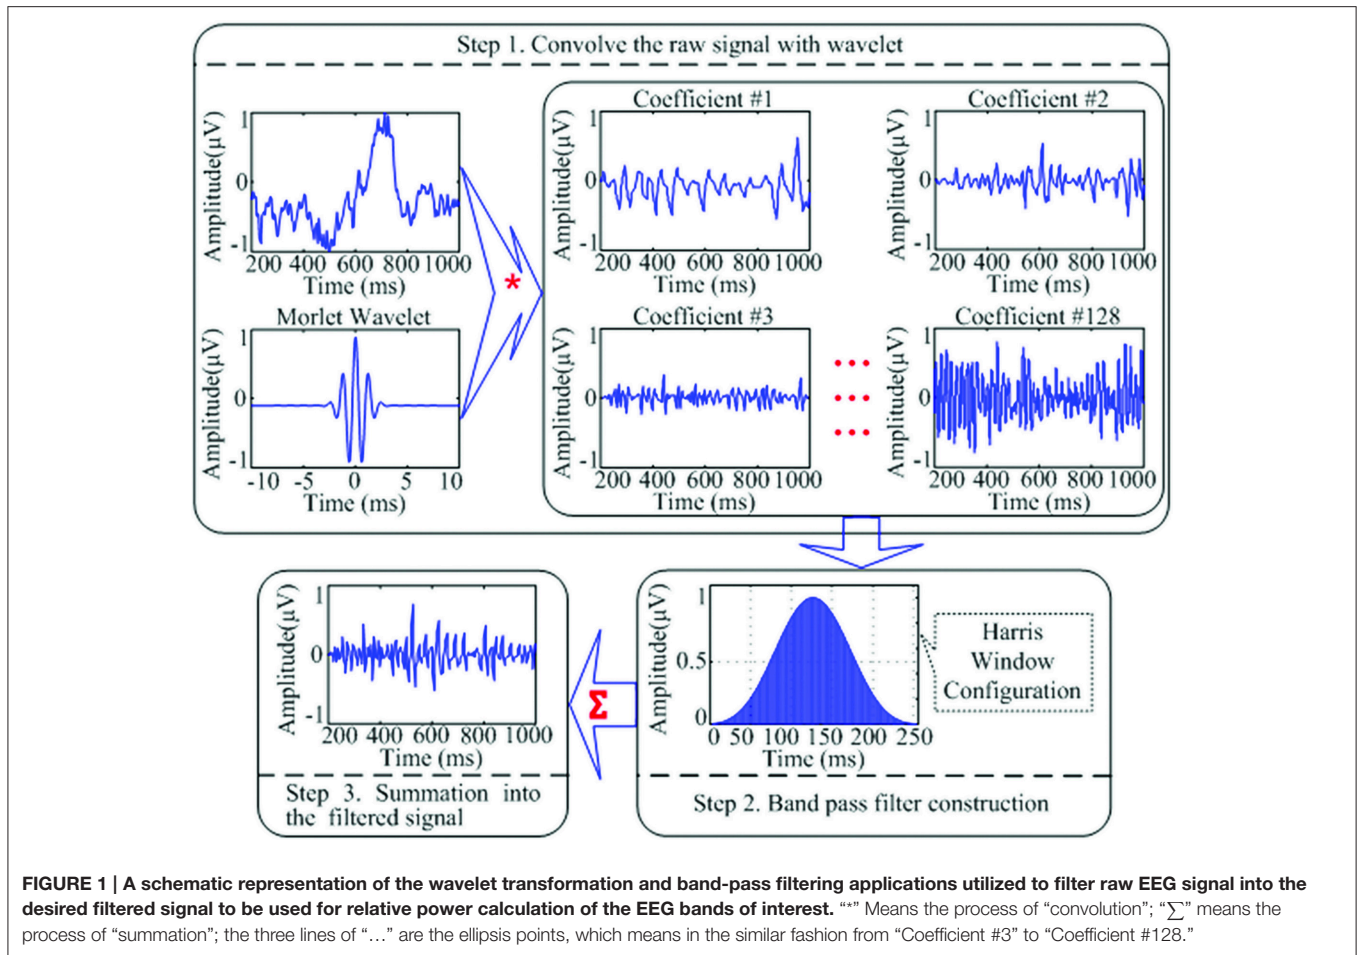 Step 1. Convolve the raw signal with wavelet
Amplitude(μV)
1
0
-1
200 400 600 800 1000
Time (ms)
Morlet Wavelet
Amplitude(μV)
1
0
-1
-10 -5 0 5 10
Time (ms)
*
Coefficient #1
Amplitude(μV)
1
0
-1
200 400 600 800 1000
Time (ms)
Coefficient #2
Amplitude(μV)
1
0
-1
200 400 600 800 1000
Time (ms)
Coefficient #3
Amplitude(μV)
1
0
-1
200 400 600 800 1000
Time (ms)
...
...
...
Coefficient #128
Amplitude(μV)
1
0
-1
200 400 600 800 1000
Time (ms)
Amplitude(μV)
1
0.5
0
0 50 100 150 200 250
Time (ms)
Harris
Window
Configuration
Step 2. Band pass filter construction
Σ
Amplitude(μV)
1
0
-1
200 400 600 800 1000
Time (ms)
Step 3. Summation into
the filtered signal
FIGURE 1 | A schematic representation of the wavelet transformation and band-pass filtering applications utilized to filter raw EEG signal into the
desired filtered signal to be used for relative power calculation of the EEG bands of interest. “*” Means the process of “convolution”; “∑” means the
process of “summation”; the three lines of “...” are the ellipsis points, which means in the similar fashion from “Coefficient #3” to “Coefficient #128.”